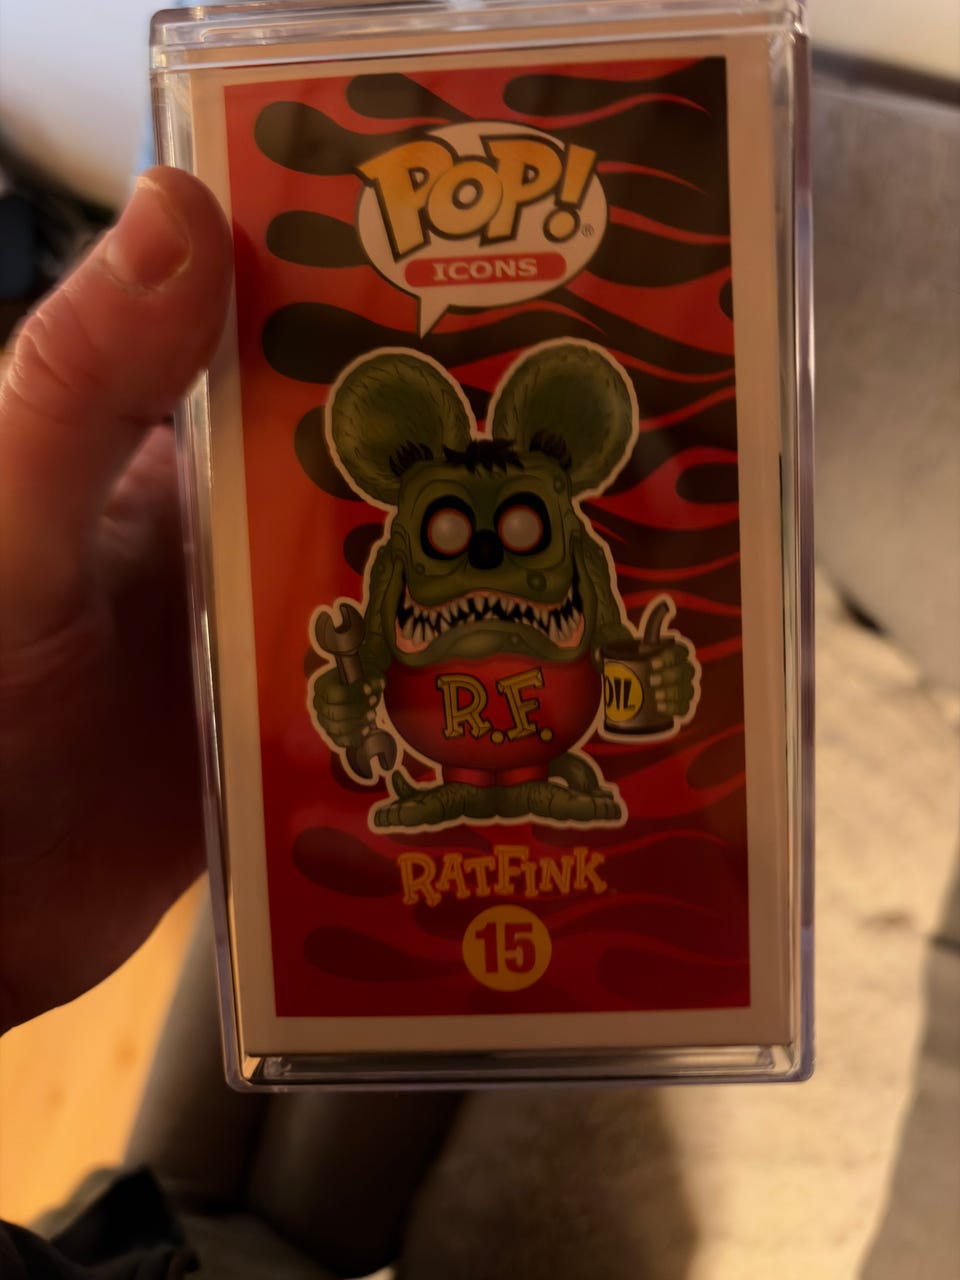 POP!®
ICONS
R.F.
OIL
RATFINK
15